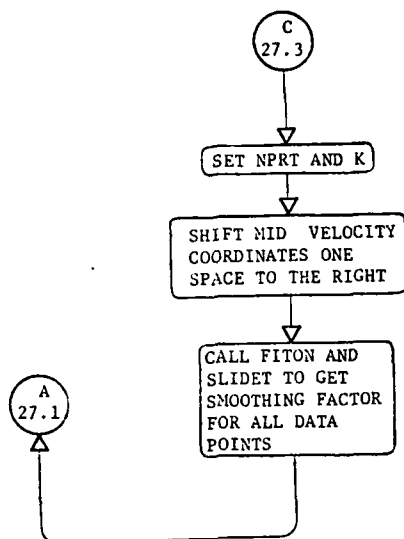 C
27.3
SET NPRT AND K
SHIFT MID VELOCITY
COORDINATES ONE
SPACE TO THE RIGHT
CALL FITON AND
SLIDET TO GET
SMOOTHING FACTOR
FOR ALL DATA
POINTS
A
27.1